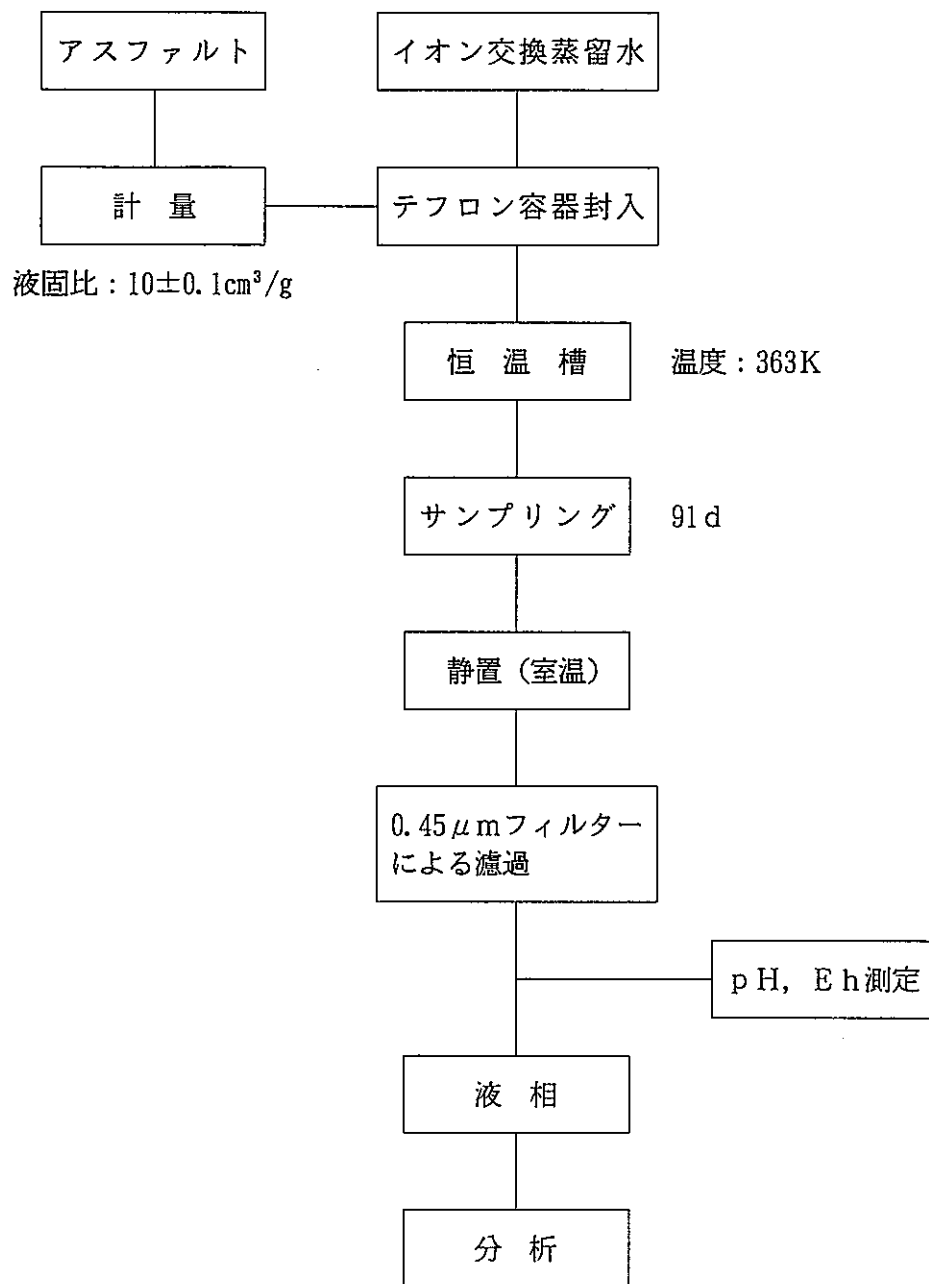 アスファルト
イオン交換蒸留水
計 量
テフロン容器封入
液固比：10±0.1cm³/g
恒 温 槽
温度：363K
サンプリング
91d
静置（室温）
0.45μmフィルター
による濾過
pH, Eh測定
液 相
分 析